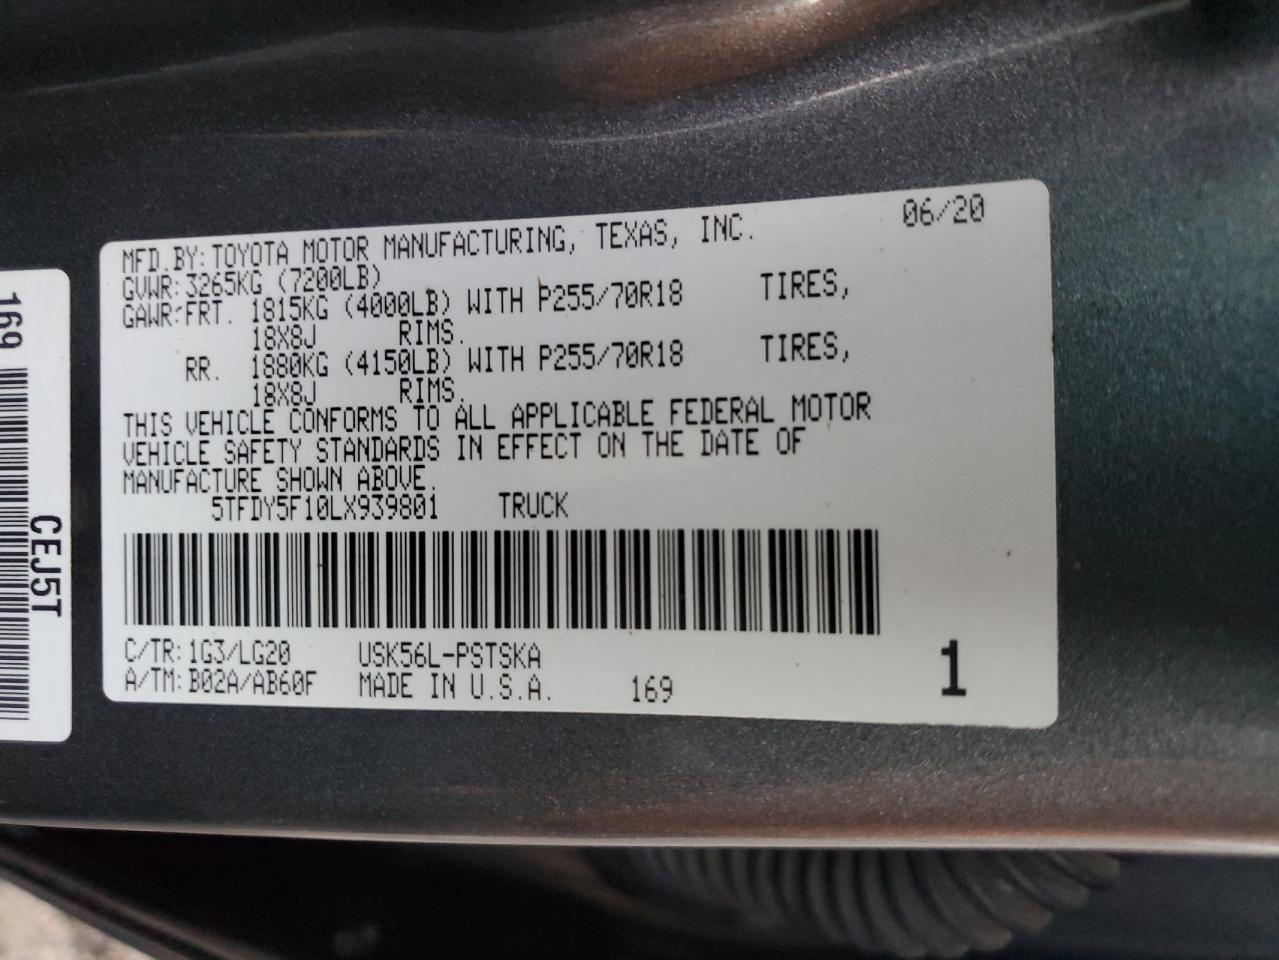 MFD.BY:TOYOTA MOTOR MANUFACTURING, TEXAS, INC. 06/20
GVWR:3265KG (7200LB)
GAWR:FRT. 1815KG (4000LB) WITH P255/70R18 TIRES,
18X8J RIMS.
RR. 1880KG (4150LB) WITH P255/70R18 TIRES,
18X8J RIMS.
THIS VEHICLE CONFORMS TO ALL APPLICABLE FEDERAL MOTOR
VEHICLE SAFETY STANDARDS IN EFFECT ON THE DATE OF
MANUFACTURE SHOWN ABOVE.
5TFDY5F10LX939801 TRUCK
C/TR:1G3/LG20 USK56L-PSTSKA
A/TM:B02A/AB60F MADE IN U.S.A. 169
1
169
CEJ5T